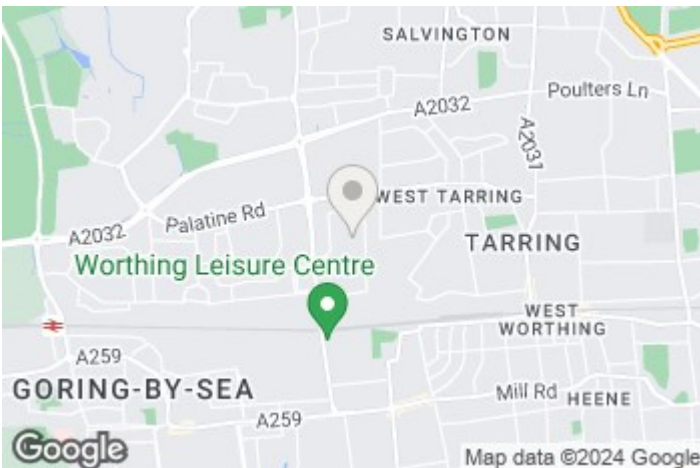 SALVINGTON
Poulters Ln
A2032
A2031
WEST TARRING
Palatine Rd
A2032
TARRING
Worthing Leisure Centre
WEST
WORTHING
A259
GORING-BY-SEA
Mill Rd
HEENE
A259
Google
Map data ©2024 Google